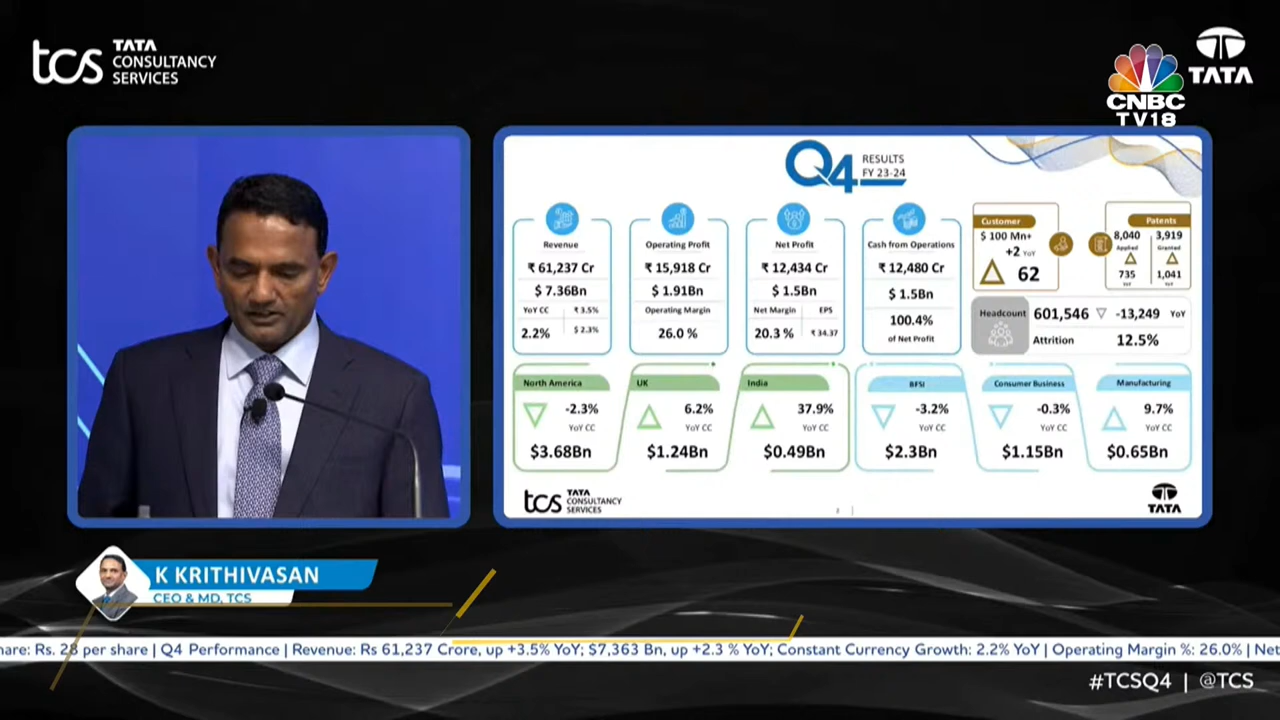 tcs TATA
CONSULTANCY
SERVICES
CNBC
TV18
TATA
Q4 RESULTS
FY 23-24
Revenue
₹ 61,237 Cr
$ 7.36Bn
YoY CC
2.2%
₹ 3.5%
$ 2.3%
Operating Profit
₹ 15,918 Cr
$ 1.91Bn
Operating Margin
26.0 %
Net Profit
₹ 12,434 Cr
$ 1.5Bn
Net Margin
20.3 %
EPS
₹ 34.37
Cash from Operations
₹ 12,480 Cr
$ 1.5Bn
100.4%
of Net Profit
Customer
$ 100 Mn+
+2 YoY
62
Patents
8,040
Applied
735
YoY
3,919
Granted
1,041
YoY
Headcount
601,546 -13,249 YoY
Attrition 12.5%
North America
-2.3%
YoY CC
$3.68Bn
UK
6.2%
YoY CC
$1.24Bn
India
37.9%
YoY CC
$0.49Bn
BFSI
-3.2%
YoY CC
$2.3Bn
Consumer Business
-0.3%
YoY CC
$1.15Bn
Manufacturing
9.7%
YoY CC
$0.65Bn
tcs TATA
CONSULTANCY
SERVICES
TATA
K KRITHIVASAN
CEO & MD, TCS
hare: Rs. 28 per share | Q4 Performance | Revenue: Rs 61,237 Crore, up +3.5% YoY; $7,363 Bn, up +2.3 % YoY; Constant Currency Growth: 2.2% YoY | Operating Margin %: 26.0% | Net
#TCSQ4 | @TCS